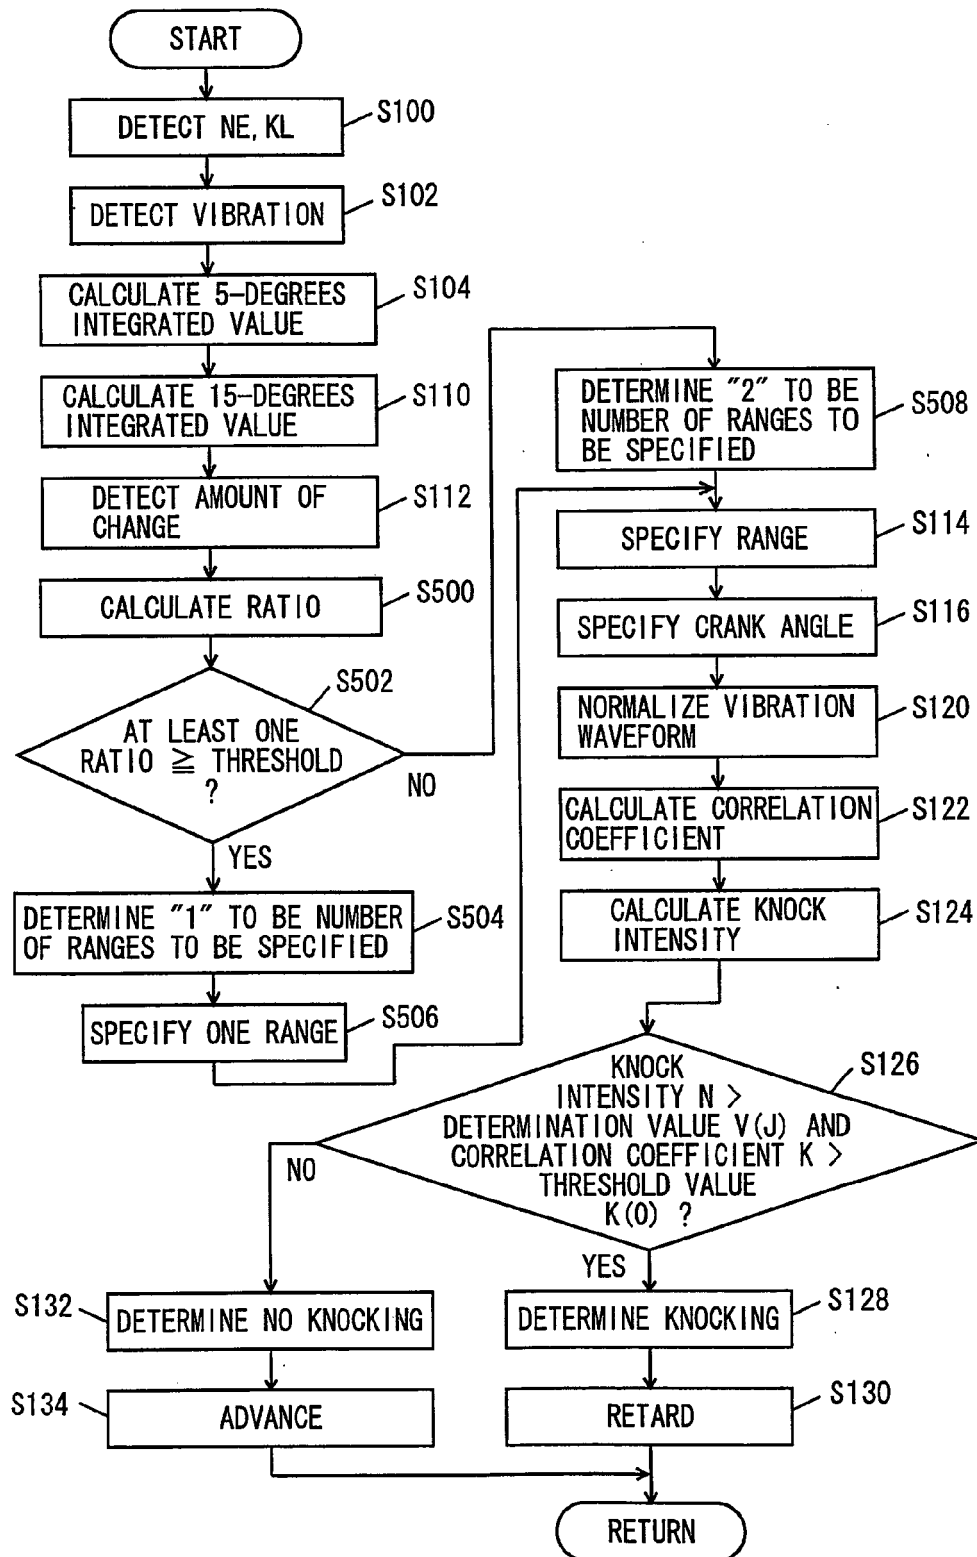 START
DETECT NE, KL
S100
DETECT VIBRATION
S102
CALCULATE 5-DEGREES
INTEGRATED VALUE
S104
CALCULATE 15-DEGREES
INTEGRATED VALUE
S110
DETECT AMOUNT OF
CHANGE
S112
CALCULATE RATIO
S500
S502
AT LEAST ONE
RATIO ≧ THRESHOLD
?
NO
YES
DETERMINE "1" TO BE NUMBER
OF RANGES TO BE SPECIFIED
S504
SPECIFY ONE RANGE
S506
DETERMINE "2" TO BE
NUMBER OF RANGES TO
BE SPECIFIED
S508
SPECIFY RANGE
S114
SPECIFY CRANK ANGLE
S116
NORMALIZE VIBRATION
WAVEFORM
S120
CALCULATE CORRELATION
COEFFICIENT
S122
CALCULATE KNOCK
INTENSITY
S124
S126
KNOCK
INTENSITY N >
DETERMINATION VALUE V(J) AND
CORRELATION COEFFICIENT K >
THRESHOLD VALUE
K(0) ?
NO
YES
S132
DETERMINE NO KNOCKING
DETERMINE KNOCKING
S128
S134
ADVANCE
RETARD
S130
RETURN